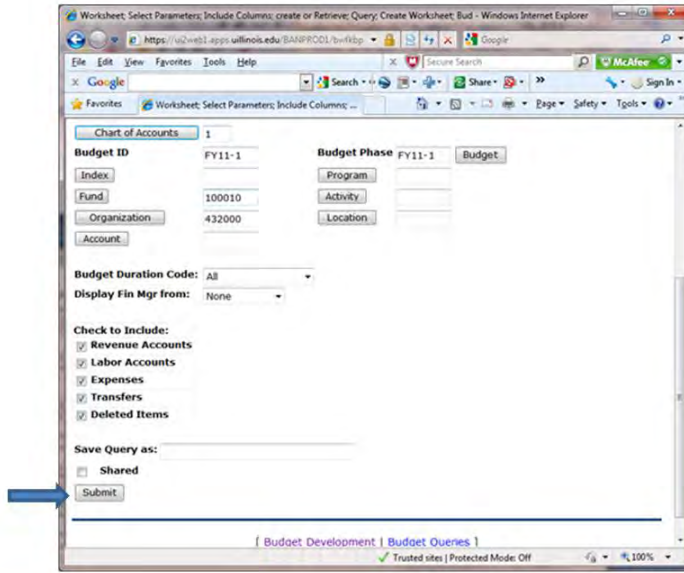 Worksheet; Select Parameters; Include Columns; create or Retrieve; Query; Create Worksheet; Bud - Windows Internet Explorer
https://ui2web1.apps.uillinois.edu/BANPROD1/bwfkbp
Google
File Edit View Favorites Tools Help
x Secure Search McAfee
x Google Search Share Sign In
Favorites Worksheet; Select Parameters; Include Columns; ... Page Safety Tools
Chart of Accounts 1
Budget ID FY11-1 Budget Phase FY11-1 Budget
Index Program
Fund 100010 Activity
Organization 432000 Location
Account
Budget Duration Code: All
Display Fin Mgr from: None
Check to Include:
Revenue Accounts
Labor Accounts
Expenses
Transfers
Deleted Items
Save Query as:
Shared
Submit
[ Budget Development | Budget Queries ]
Trusted sites | Protected Mode: Off 100%